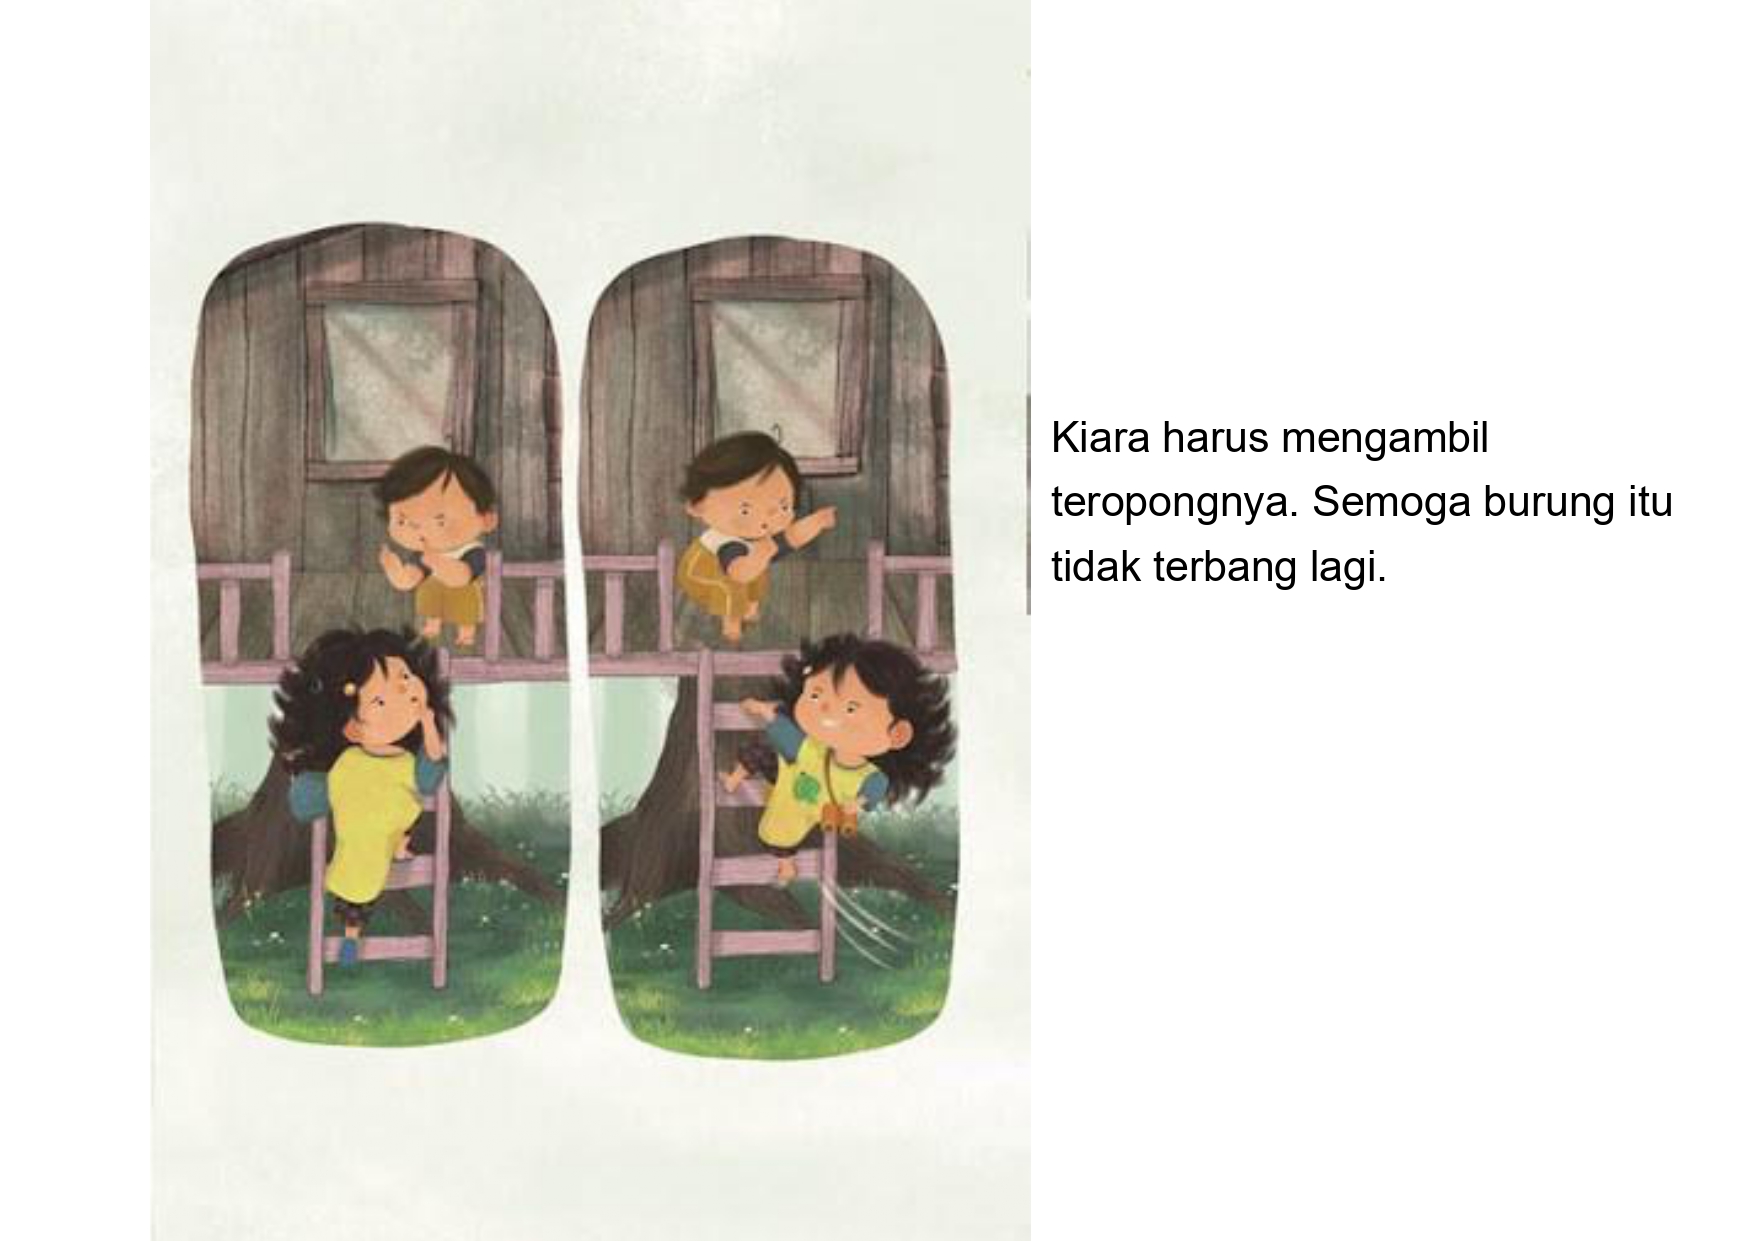 Kiara harus mengambil
teropongnya. Semoga burung itu
tidak terbang lagi.